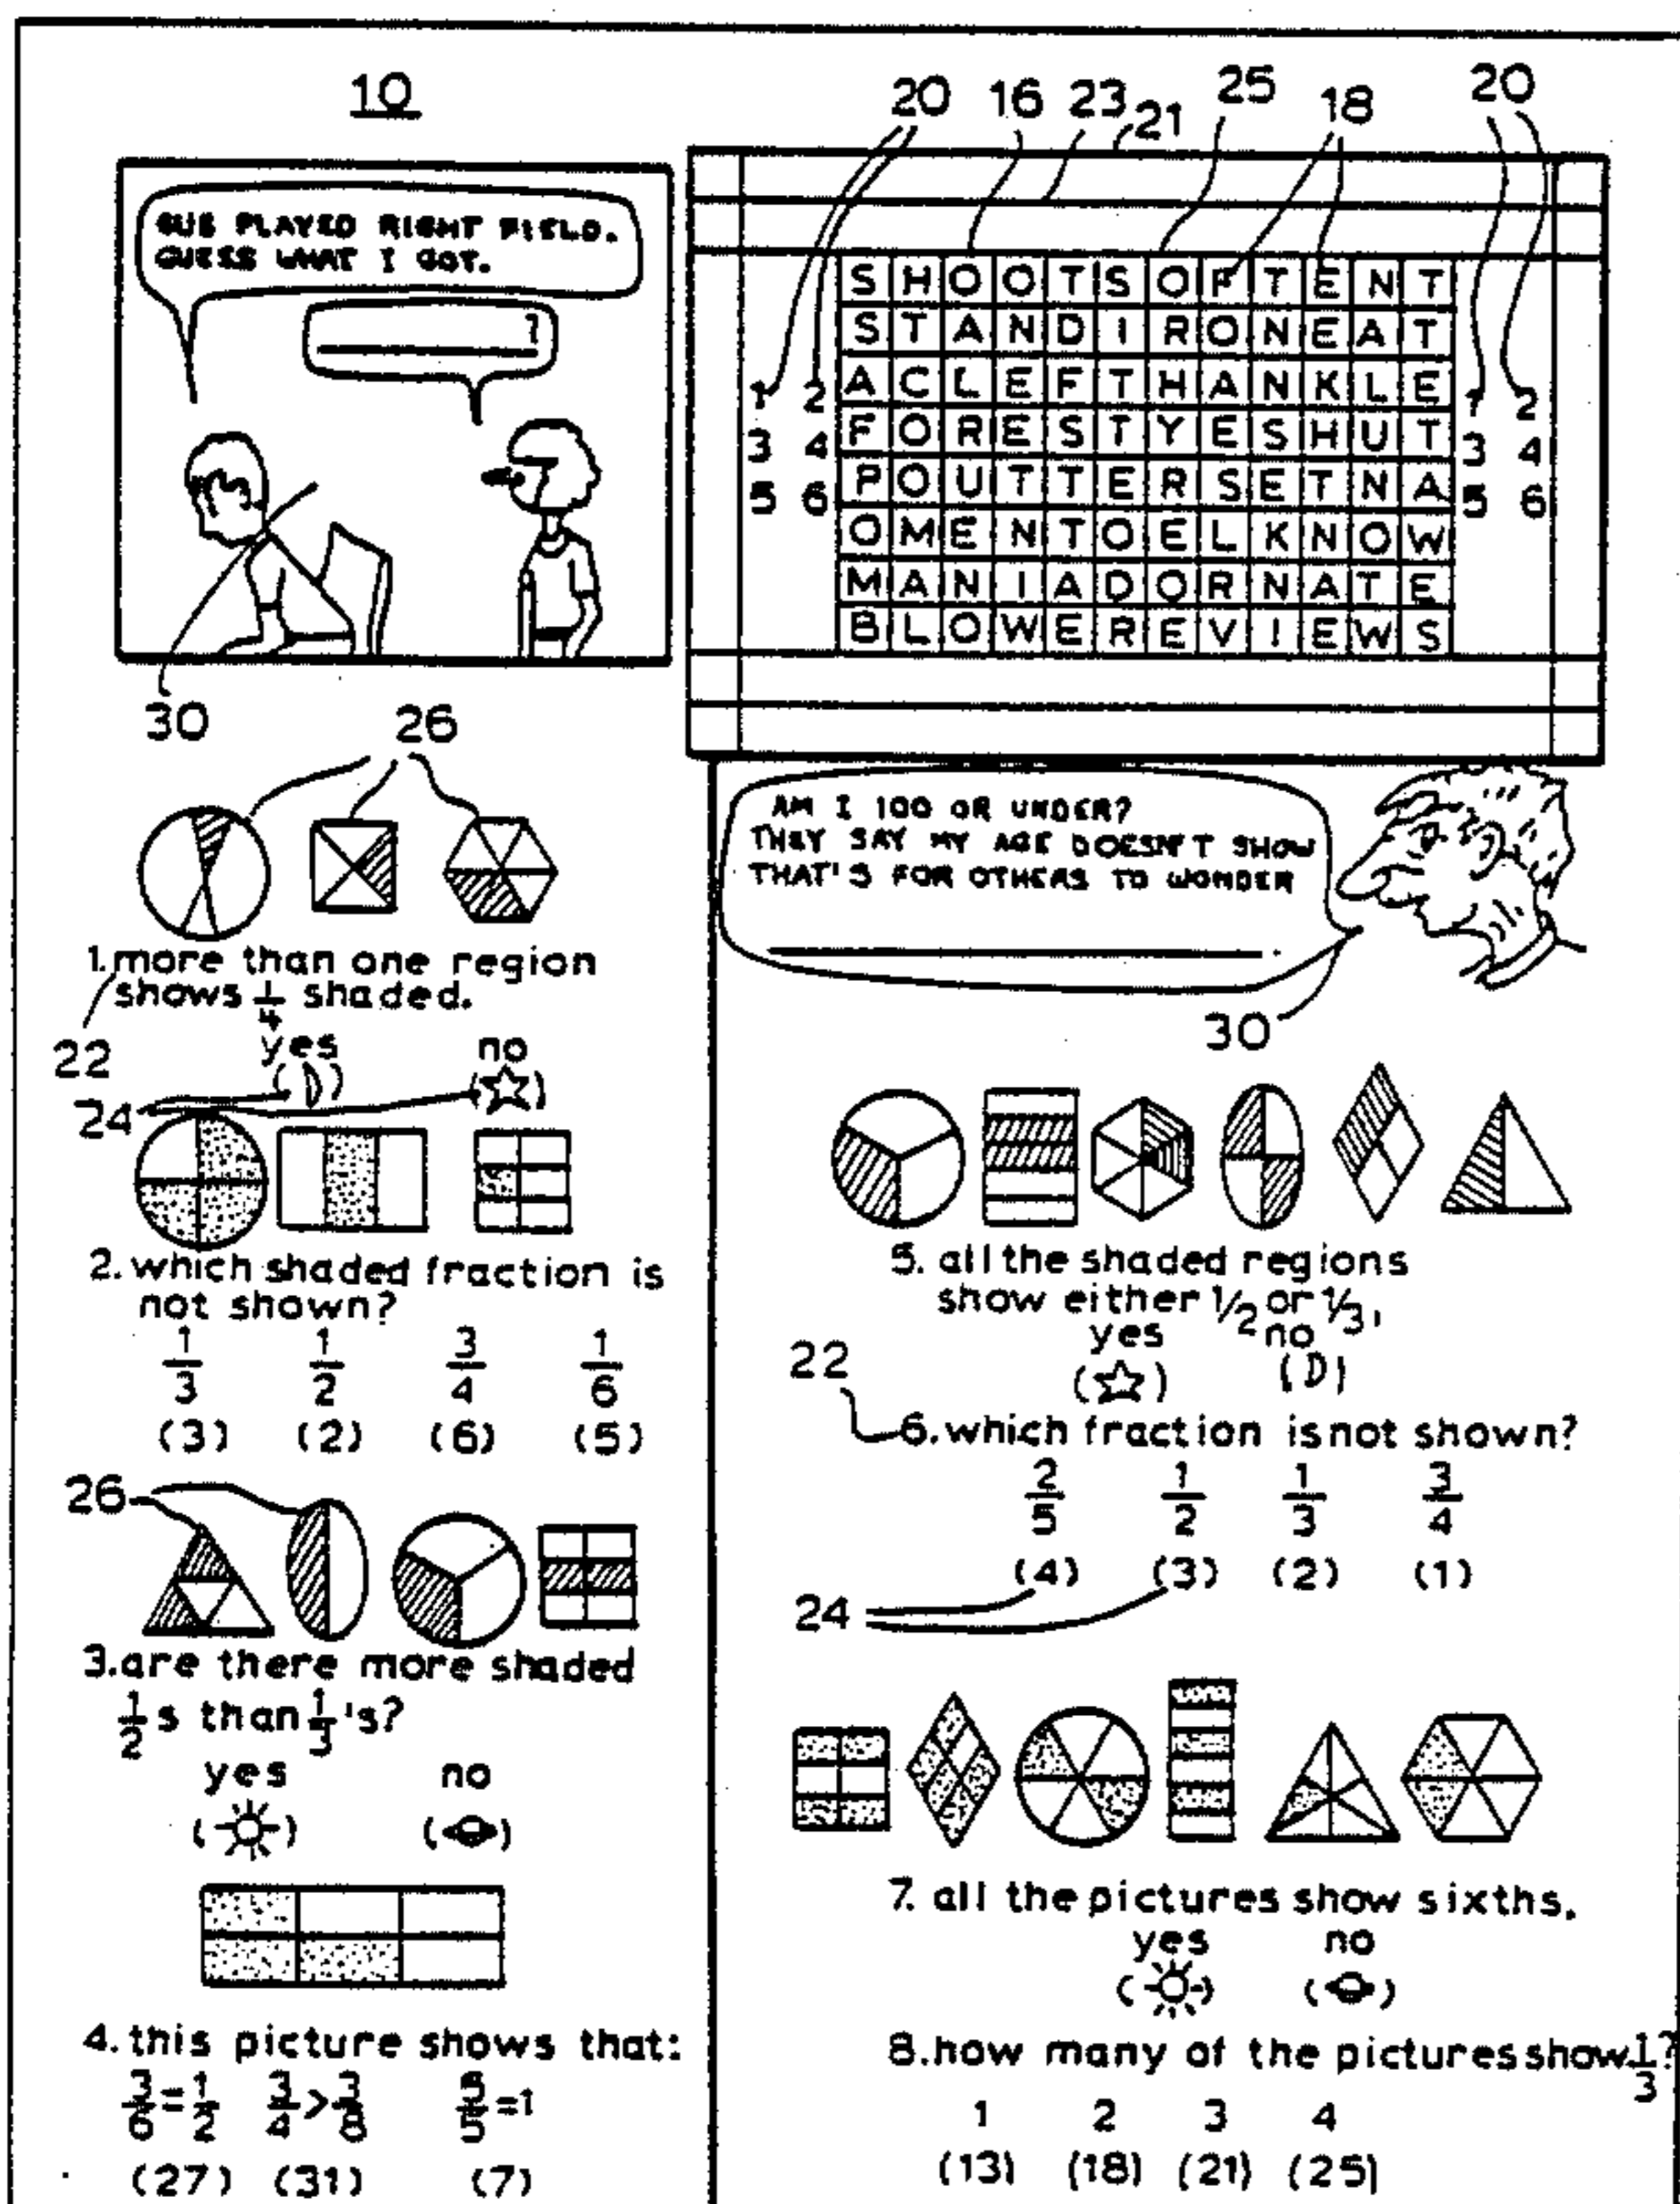 10
20 16 23 21 25 18 20
GUS PLAYED RIGHT FIELD.
GUESS WHAT I GOT.
?
S H O O T S O F T E N T
S T A N D I R O N E A T
1 2 A C L E F T H A N K L E 1 2
3 4 F O R E S T Y E S H U T 3 4
5 6 P O U T T E R S E T N A 5 6
O M E N T O E L K N O W
M A N I A D O R N A T E
B L O W E R E V I E W S
30
26
1. more than one region
shows 1/4 shaded.
22
yes no
(☽) (☆)
24
2. which shaded fraction is
not shown?
1/3 1/2 3/4 1/6
(3) (2) (6) (5)
26
3. are there more shaded
1/2 s than 1/3 's?
yes no
4. this picture shows that:
3/6 = 1/2 3/4 > 3/8 5/5 = 1
(27) (31) (7)
AM I 100 OR UNDER?
THEY SAY MY AGE DOESN'T SHOW
THAT'S FOR OTHERS TO WONDER
.
30
5. all the shaded regions
show either 1/2 or 1/3.
yes no
(☆) (☽)
22
6. which fraction is not shown?
2/5 1/2 1/3 3/4
(4) (3) (2) (1)
24
7. all the pictures show sixths.
yes no
8. how many of the pictures show 1/3?
1 2 3 4
(13) (18) (21) (25)